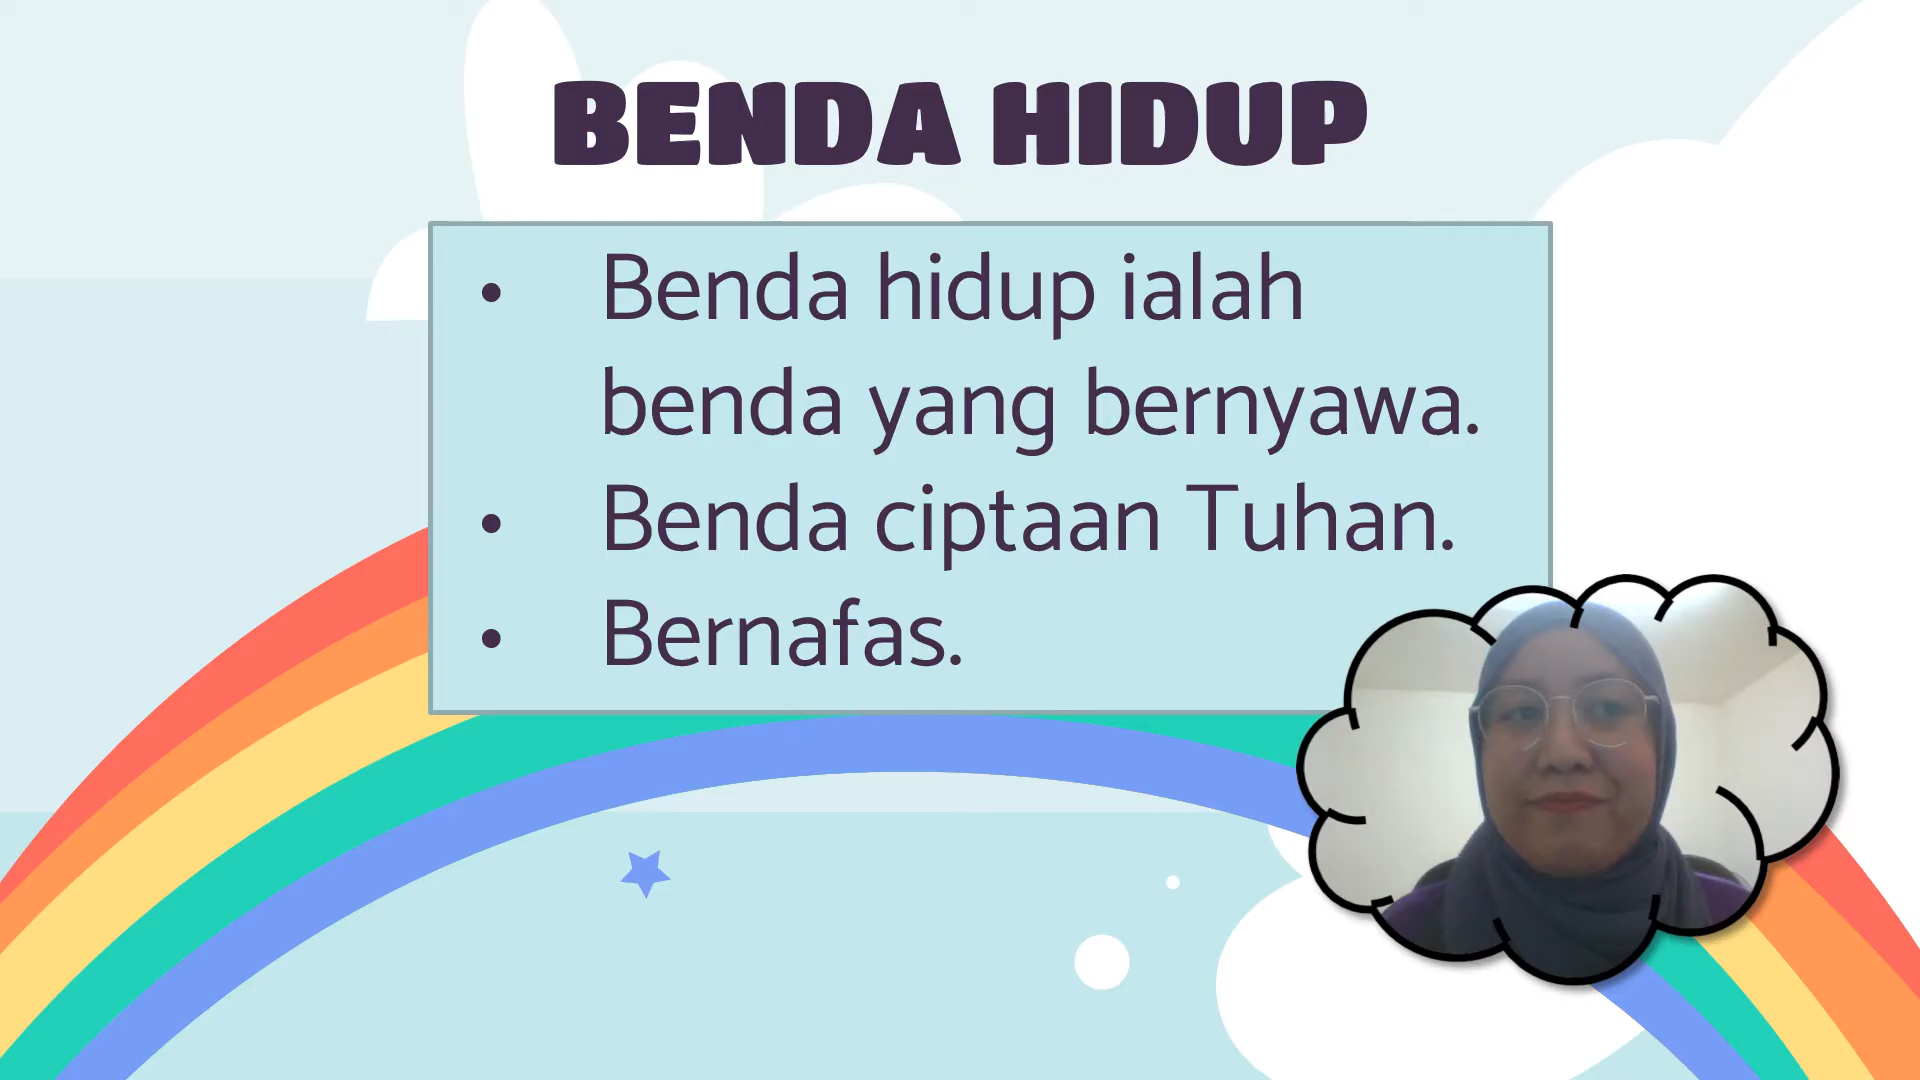 BENDA HIDUP
• Benda hidup ialah
benda yang bernyawa.
• Benda ciptaan Tuhan.
• Bernafas.